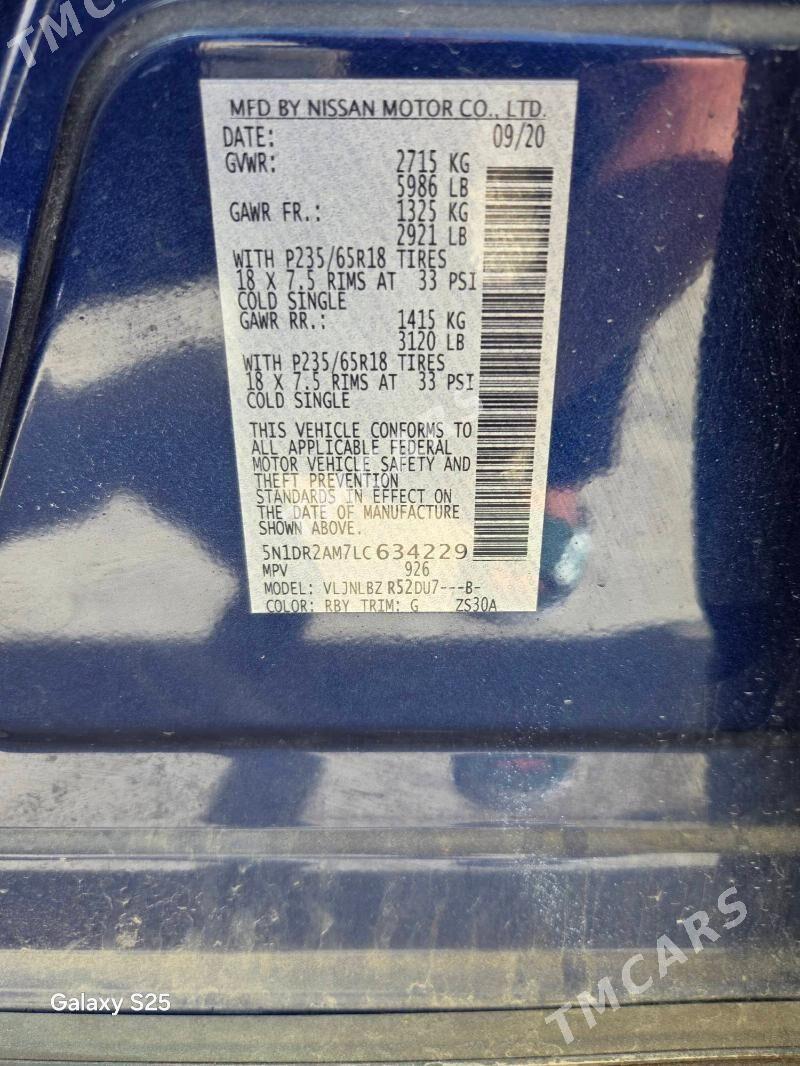 TMCARS
MFD BY NISSAN MOTOR CO., LTD.
DATE: 09/20
GVWR: 2715 KG
5986 LB
GAWR FR.: 1325 KG
2921 LB
WITH P235/65R18 TIRES
18 X 7.5 RIMS AT 33 PSI
COLD SINGLE
GAWR RR.: 1415 KG
3120 LB
WITH P235/65R18 TIRES
18 X 7.5 RIMS AT 33 PSI
COLD SINGLE
THIS VEHICLE CONFORMS TO
ALL APPLICABLE FEDERAL
MOTOR VEHICLE SAFETY AND
THEFT PREVENTION
STANDARDS IN EFFECT ON
THE DATE OF MANUFACTURE
SHOWN ABOVE.
5N1DR2AM7LC634229
MPV 926
MODEL: VLJNLBZ R52DU7---B-
COLOR: RBY TRIM: G ZS30A
TMCARS
Galaxy S25